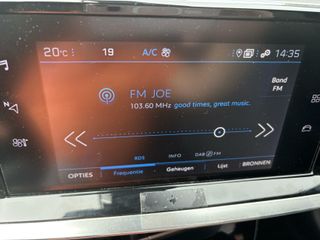 20°C 19 A/C 14:35
FM JOE
Band
103.60 MHz good times, great music.
FM
N
RDS INFO DAB FM
OPTIES Frequentie Geheugen Lijst BRONNEN